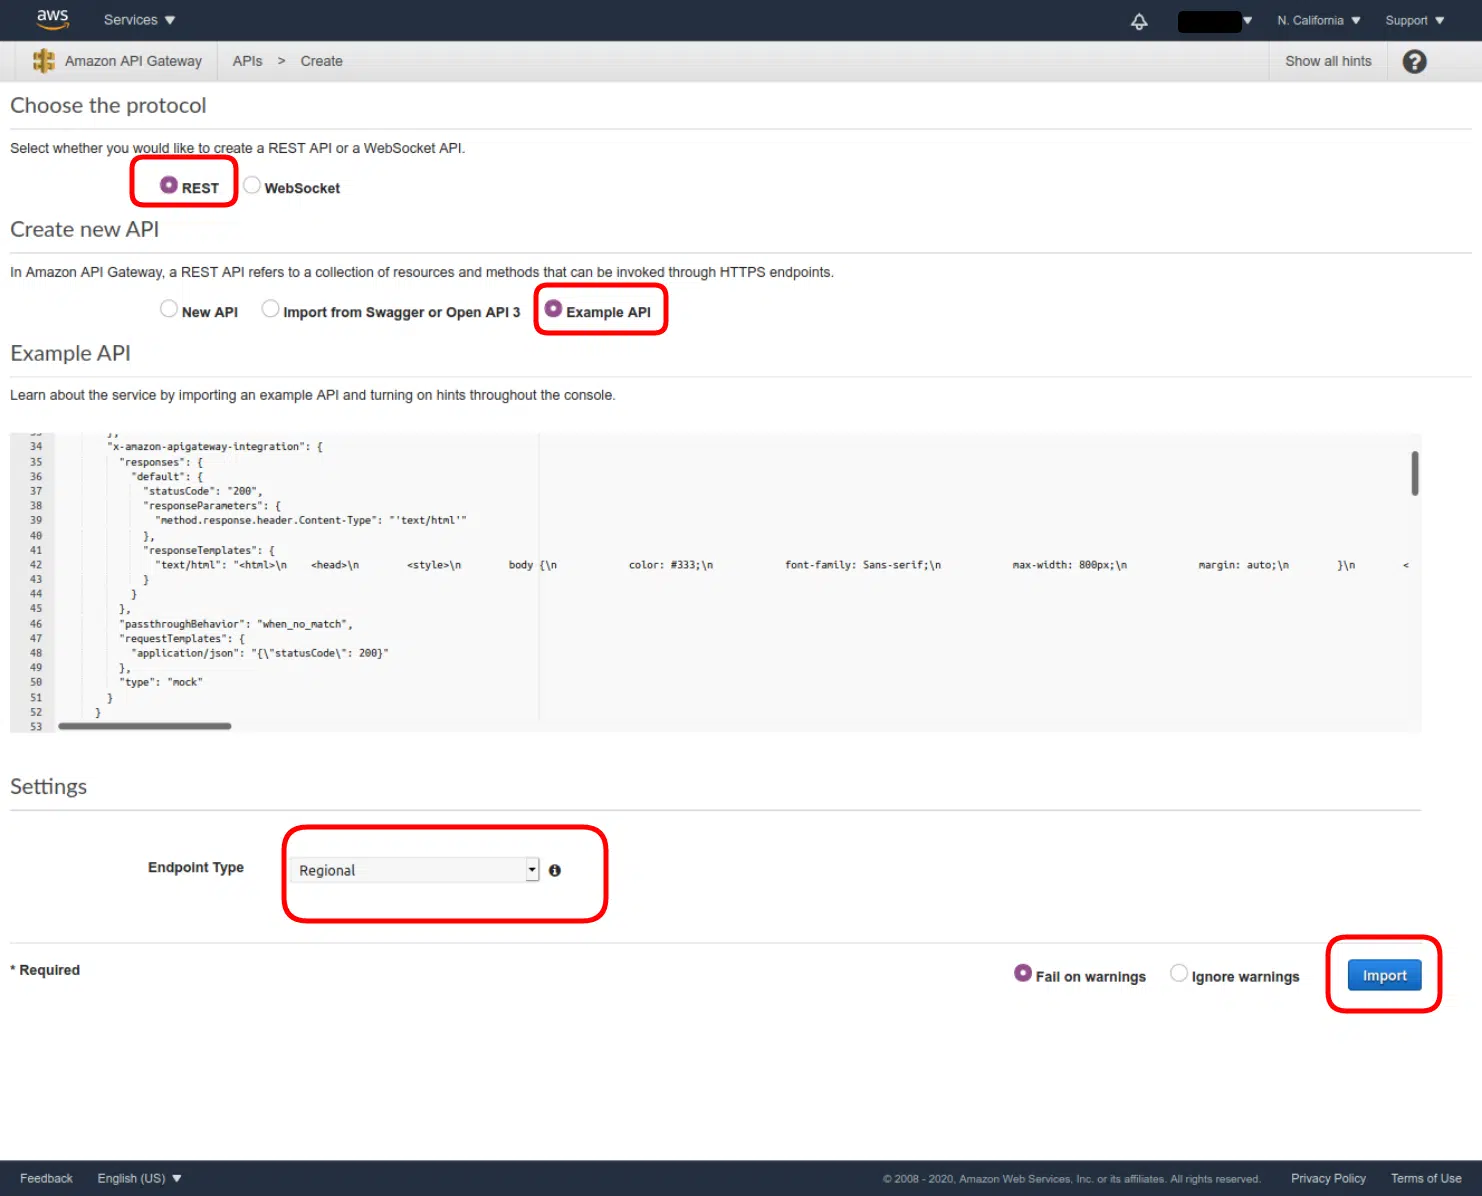 aws Services N. California Support
Amazon API Gateway APIs > Create Show all hints ?
Choose the protocol
Select whether you would like to create a REST API or a WebSocket API.
REST WebSocket
Create new API
In Amazon API Gateway, a REST API refers to a collection of resources and methods that can be invoked through HTTPS endpoints.
New API Import from Swagger or Open API 3 Example API
Example API
Learn about the service by importing an example API and turning on hints throughout the console.
33 },
34 "x-amazon-apigateway-integration": {
35 "responses": {
36 "default": {
37 "statusCode": "200",
38 "responseParameters": {
39 "method.response.header.Content-Type": "'text/html'"
40 },
41 "responseTemplates": {
42 "text/html": "<html>\n <head>\n <style>\n body {\n color: #333;\n font-family: Sans-serif;\n max-width: 800px;\n margin: auto;\n }\n <
43 }
44 }
45 },
46 "passthroughBehavior": "when_no_match",
47 "requestTemplates": {
48 "application/json": "{\"statusCode\": 200}"
49 },
50 "type": "mock"
51 }
52 }
53
Settings
Endpoint Type Regional
* Required Fail on warnings Ignore warnings Import
Feedback English (US) © 2008 - 2020, Amazon Web Services, Inc. or its affiliates. All rights reserved. Privacy Policy Terms of Use